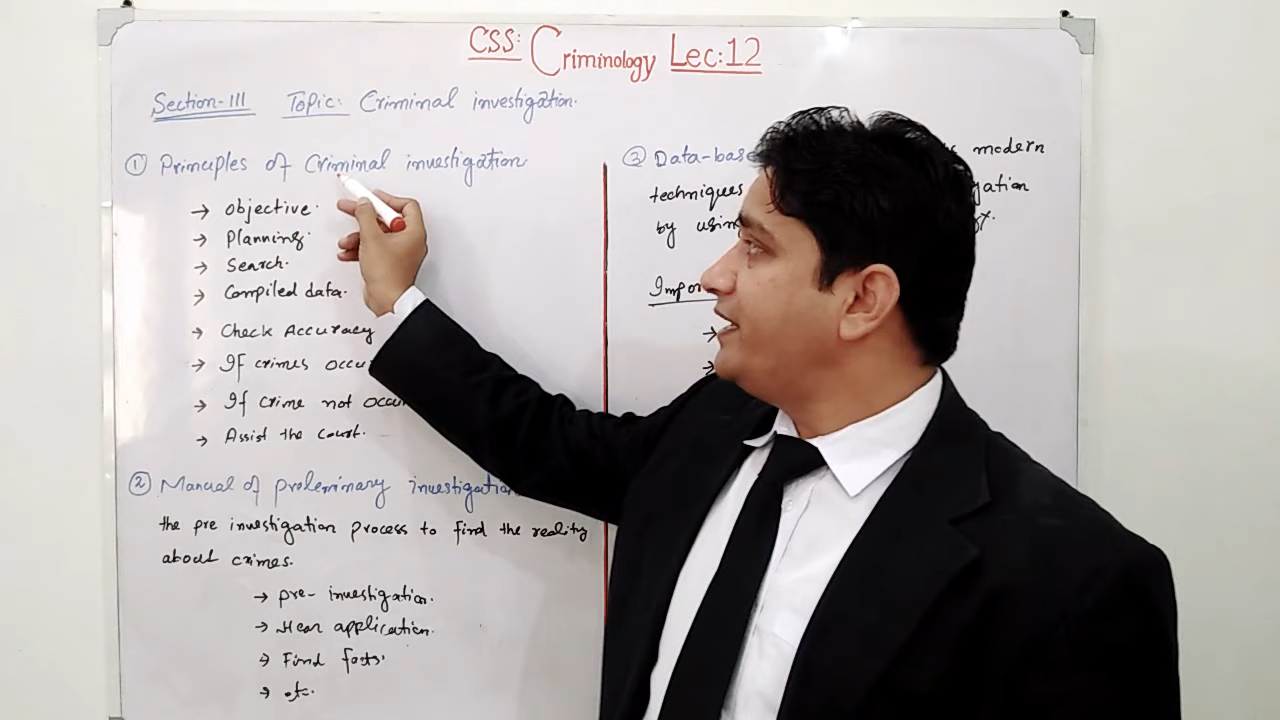 CSS: Criminology Lec:12
Section-III Topic: Criminal investigation.
① Principles of Criminal investigation
→ objective.
→ Planning.
→ Search.
→ Compiled data.
→ Check Accuracy
→ If crimes occu
→ If crime not occu
→ Assist the court.
② Manual of preleminary investigation
the pre investigation process to find the reality
about crimes.
→ pre- investigation.
→ Hear application.
→ Find facts.
→ etc.
③ Data-base modern
techniques gation
by using
Impor
→
→